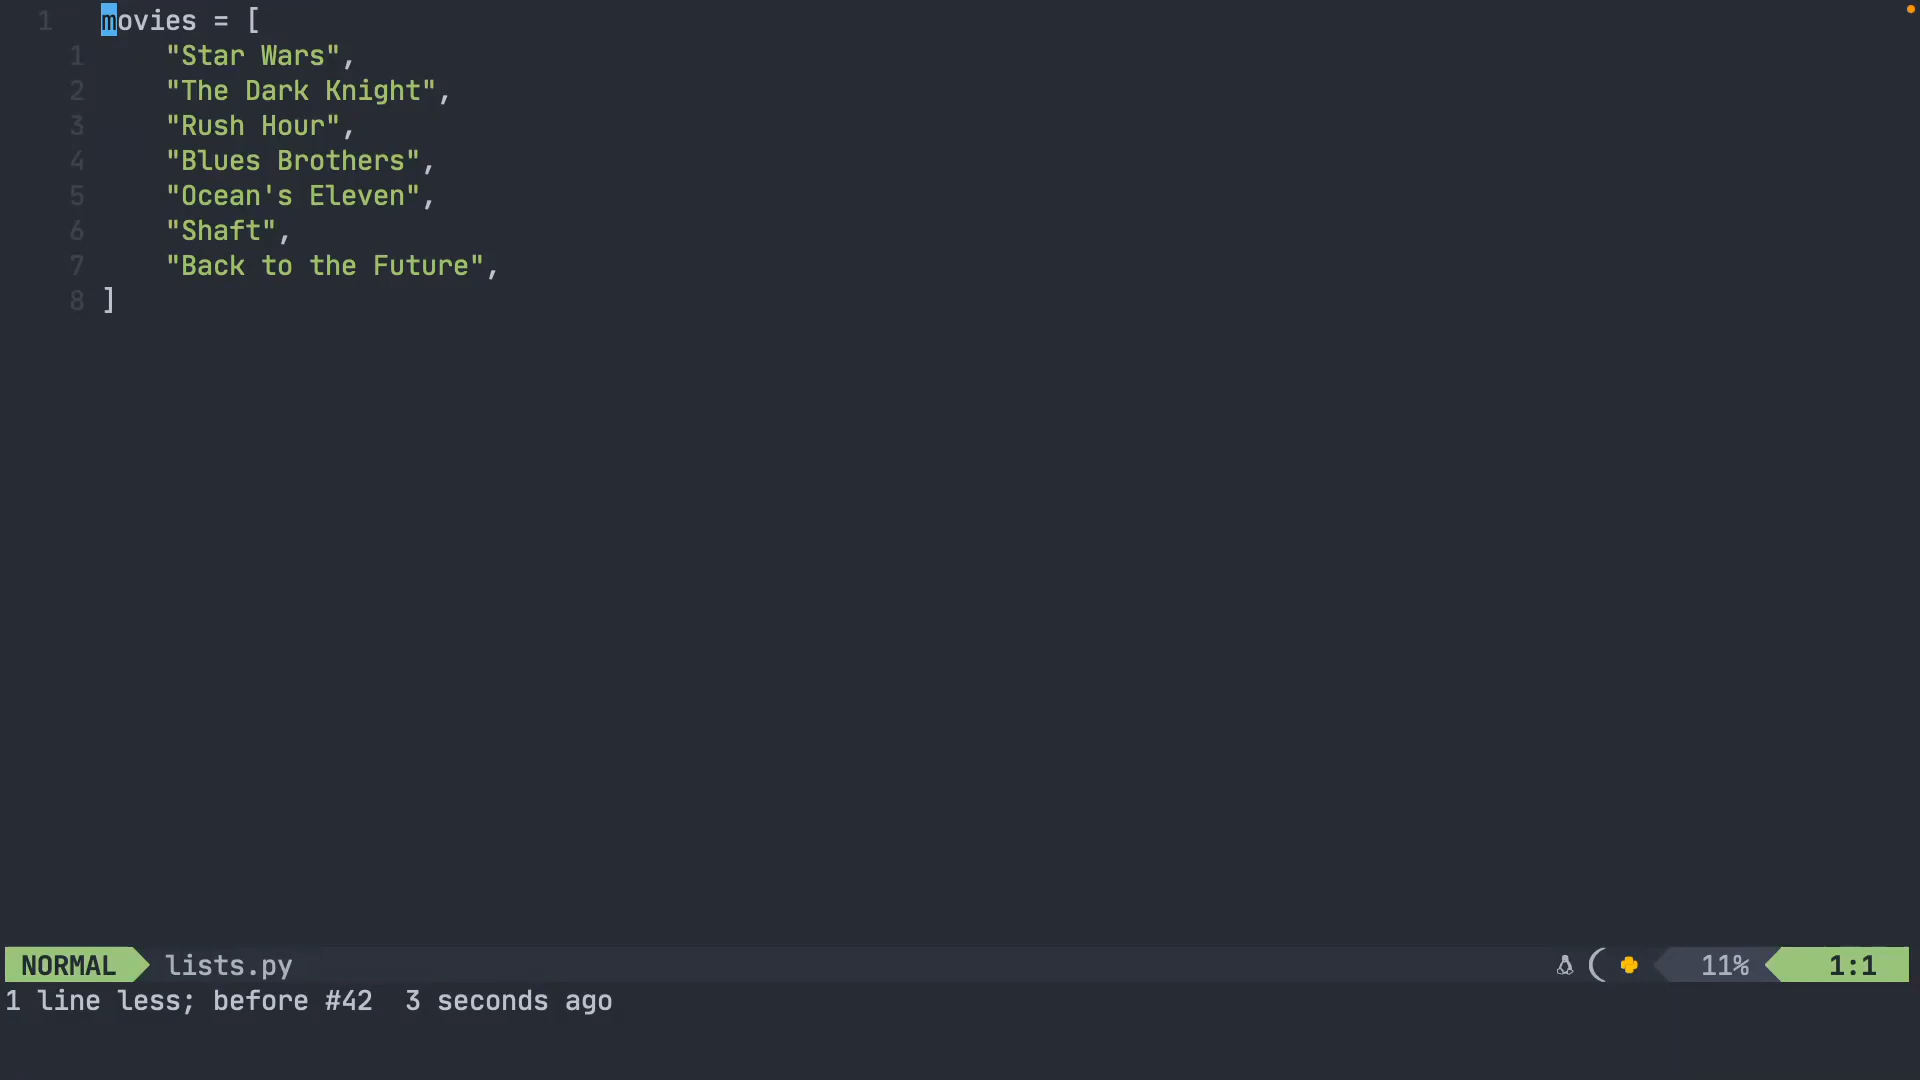 1 movies = [
1 "Star Wars",
2 "The Dark Knight",
3 "Rush Hour",
4 "Blues Brothers",
5 "Ocean's Eleven",
6 "Shaft",
7 "Back to the Future",
8 ]
NORMAL lists.py 11% 1:1
1 line less; before #42 3 seconds ago